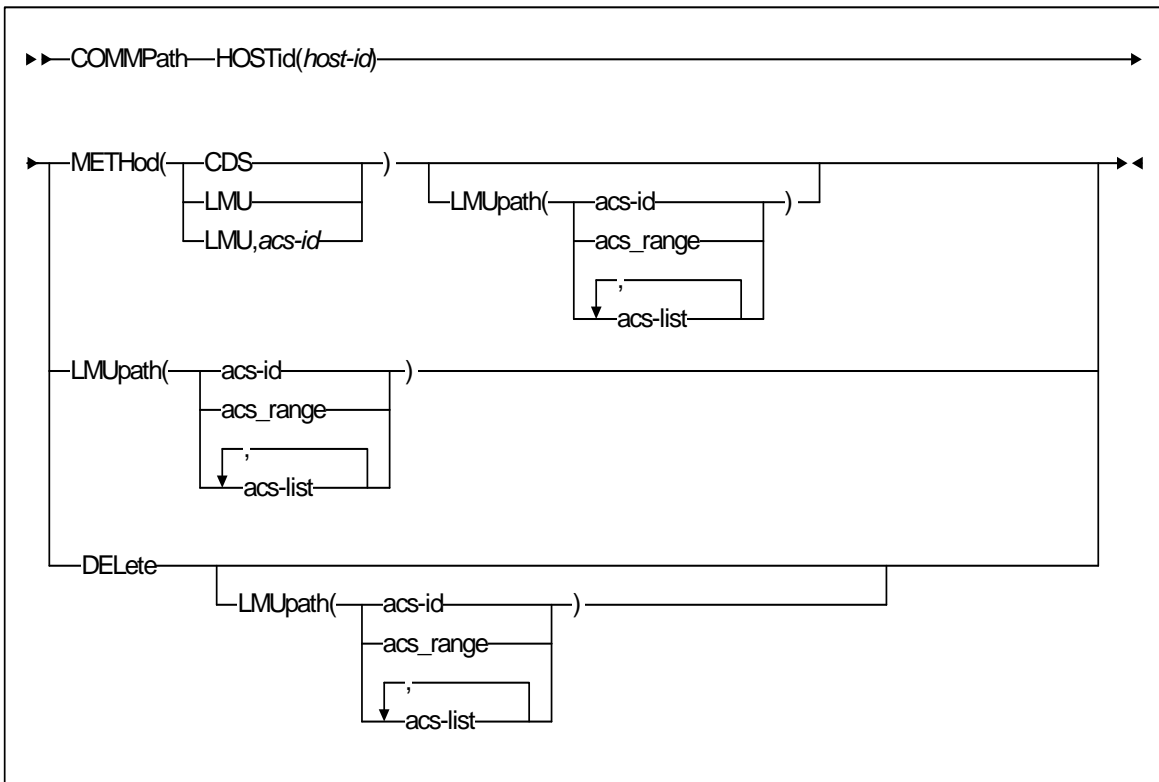 COMMPath HOSTid(host-id)
METHod( CDS )
LMU
LMU,acs-id
LMUpath( acs-id )
acs_range
,
acs-list
LMUpath( acs-id )
acs_range
,
acs-list
DELete
LMUpath( acs-id )
acs_range
,
acs-list